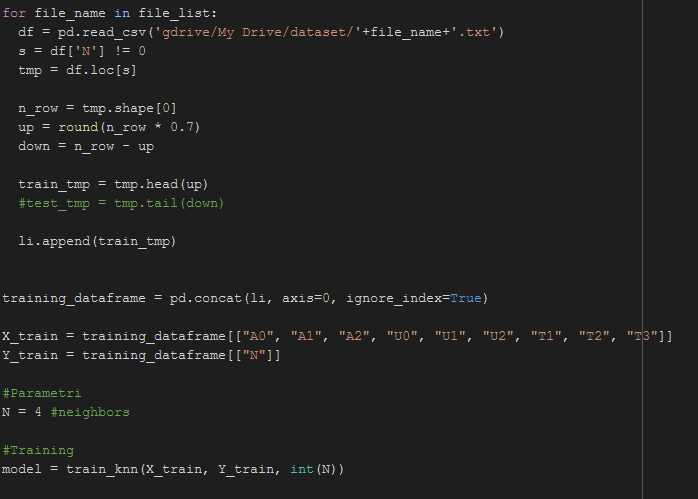 for file_name in file_list:
  df = pd.read_csv('gdrive/My Drive/dataset/'+file_name+'.txt')
  s = df['N'] != 0
  tmp = df.loc[s]
  n_row = tmp.shape[0]
  up = round(n_row * 0.7)
  down = n_row - up
  train_tmp = tmp.head(up)
  #test_tmp = tmp.tail(down)
  li.append(train_tmp)
training_dataframe = pd.concat(li, axis=0, ignore_index=True)
X_train = training_dataframe[["A0", "A1", "A2", "U0", "U1", "U2", "T1", "T2", "T3"]]
Y_train = training_dataframe[["N"]]
#Parametri
N = 4 #neighbors
#Training
model = train_knn(X_train, Y_train, int(N))